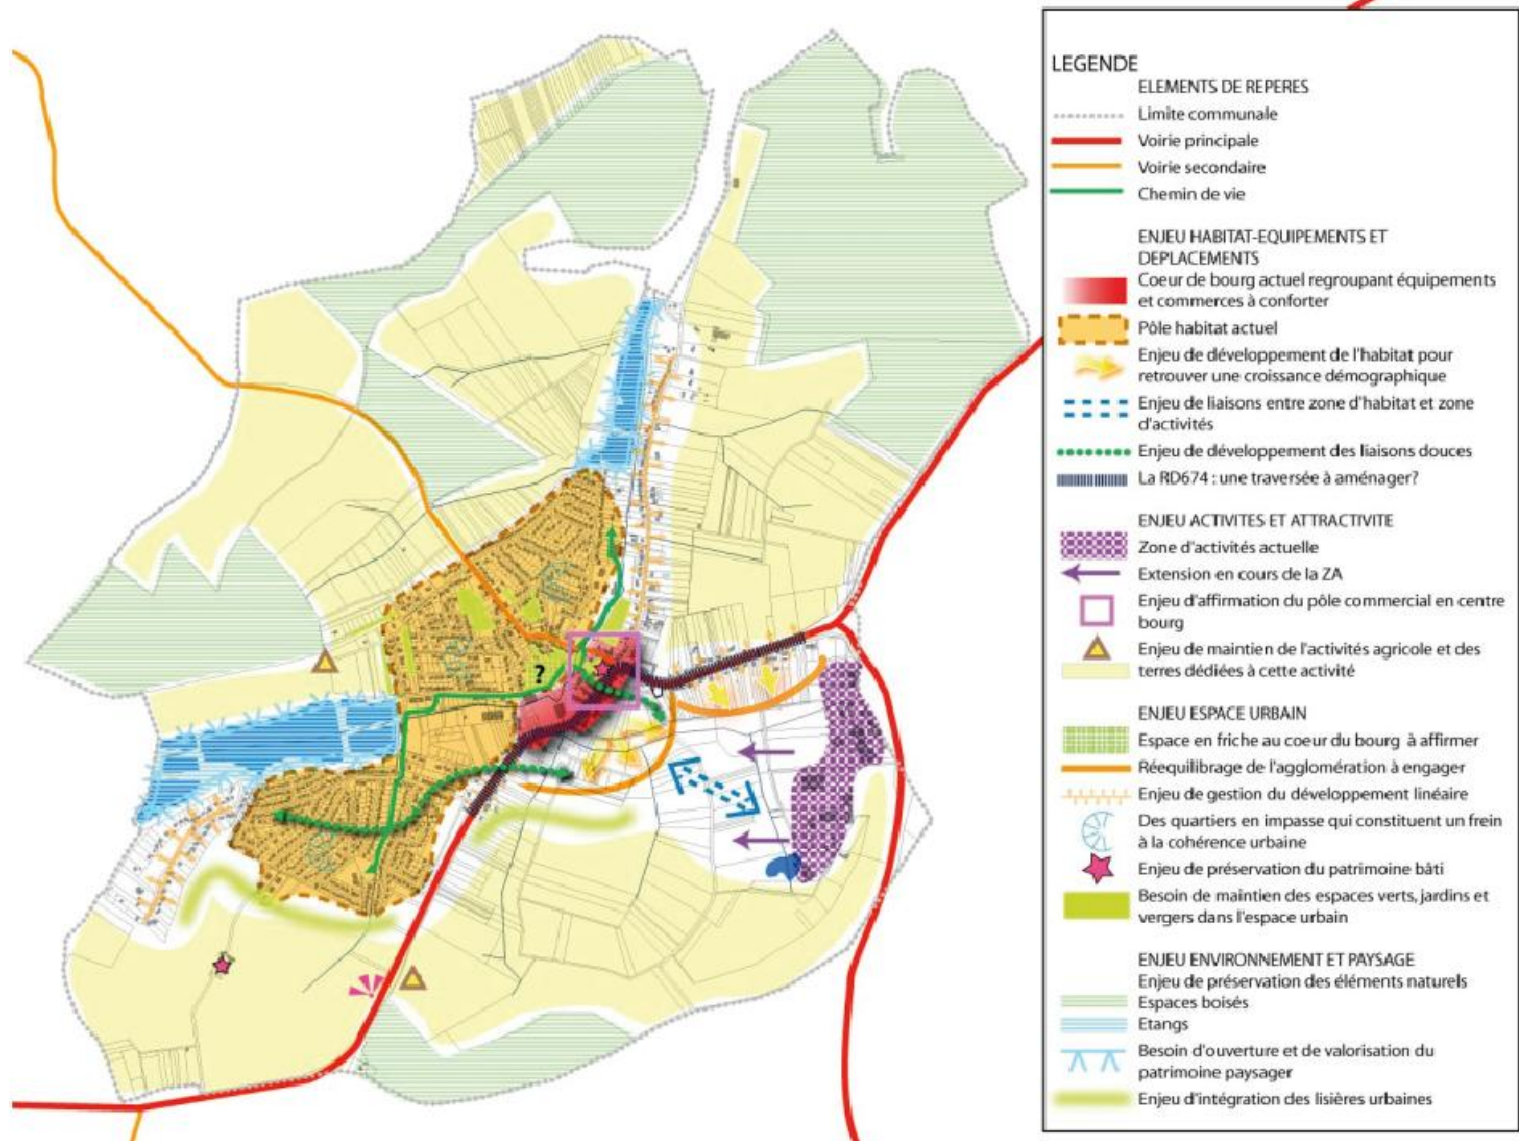 LEGENDE
ELEMENTS DE REPERES
Limite communale
Voirie principale
Voirie secondaire
Chemin de vie
ENJEU HABITAT-EQUIPEMENTS ET
DEPLACEMENTS
Coeur de bourg actuel regroupant équipements
et commerces à conforter
Pôle habitat actuel
Enjeu de développement de l'habitat pour
retrouver une croissance démographique
Enjeu de liaisons entre zone d'habitat et zone
d'activités
Enjeu de développement des liaisons douces
La RD674 : une traversée à aménager?
ENJEU ACTIVITES ET ATTRACTIVITE
Zone d'activités actuelle
Extension en cours de la ZA
Enjeu d'affirmation du pôle commercial en centre
bourg
Enjeu de maintien de l'activités agricole et des
terres dédiées à cette activité
ENJEU ESPACE URBAIN
Espace en friche au coeur du bourg à affirmer
Réequilibrage de l'agglomération à engager
Enjeu de gestion du développement linéaire
Des quartiers en impasse qui constituent un frein
à la cohérence urbaine
Enjeu de préservation du patrimoine bâti
Besoin de maintien des espaces verts, jardins et
vergers dans l'espace urbain
ENJEU ENVIRONNEMENT ET PAYSAGE
Enjeu de préservation des éléments naturels
Espaces boisés
Etangs
Besoin d'ouverture et de valorisation du
patrimoine paysager
Enjeu d'intégration des lisières urbaines
?